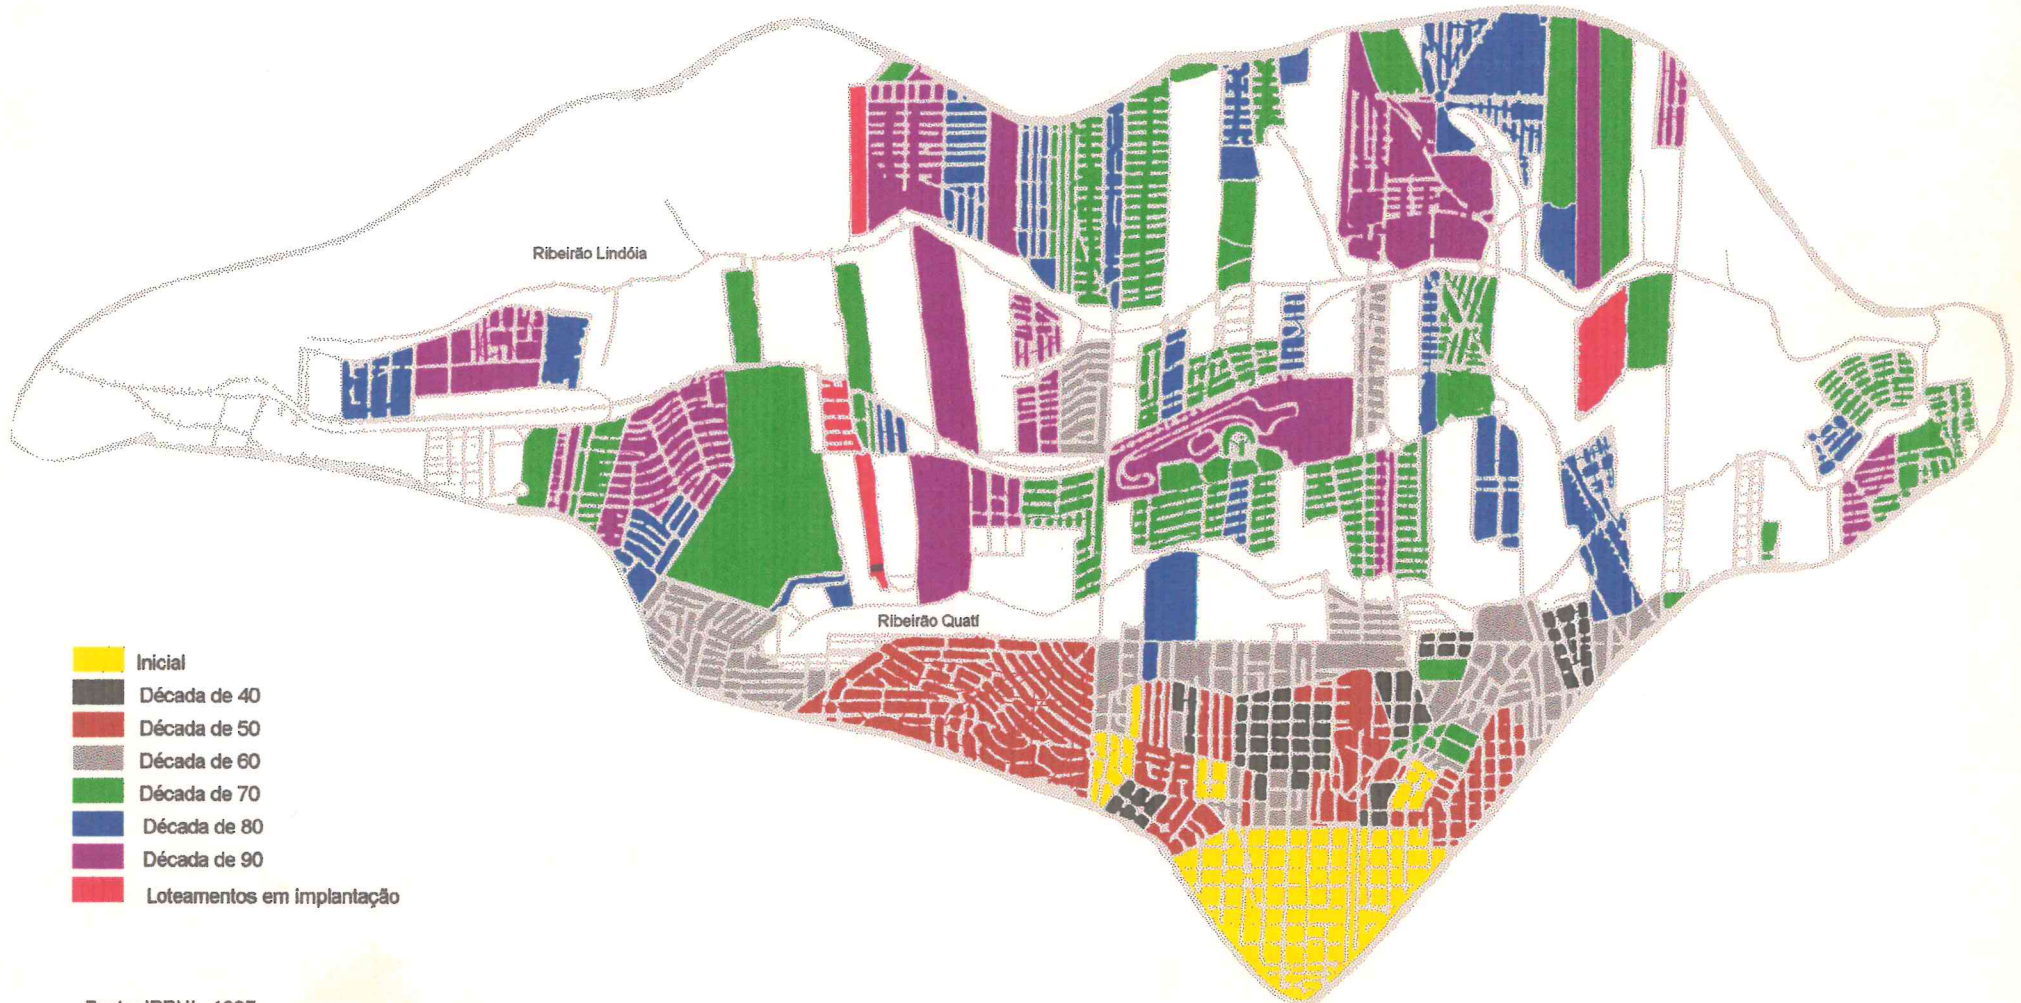 Ribeirão Lindóia
Ribeirão Quatí
Inicial
Década de 40
Década de 50
Década de 60
Década de 70
Década de 80
Década de 90
Loteamentos em implantação